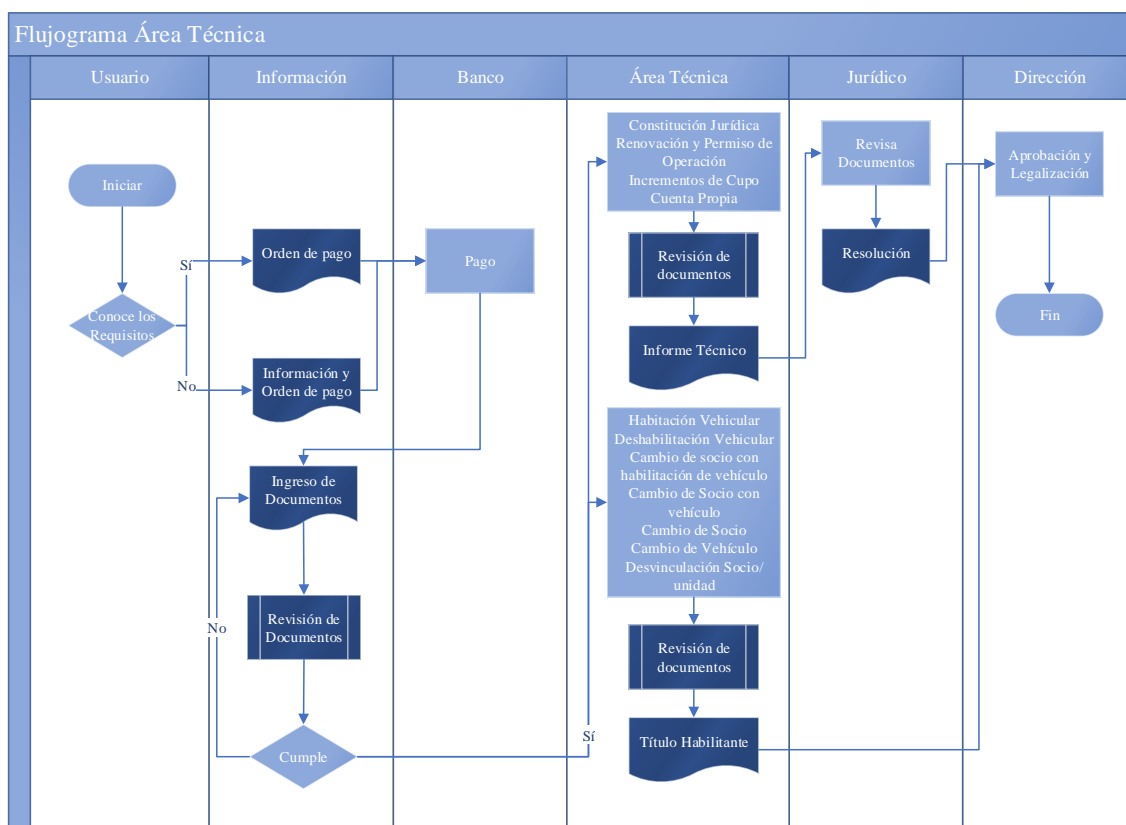 Flujograma Área Técnica
Usuario
Información
Banco
Área Técnica
Jurídico
Dirección
Iniciar
Conoce los
Requisitos
Sí
No
Orden de pago
Información y
Orden de pago
Pago
Ingreso de
Documentos
Revisión de
Documentos
Cumple
No
Sí
Constitución Jurídica
Renovación y Permiso de
Operación
Incrementos de Cupo
Cuenta Propia
Revisión de
documentos
Informe Técnico
Habitación Vehicular
Deshabilitación Vehicular
Cambio de socio con
habilitación de vehículo
Cambio de Socio con
vehículo
Cambio de Socio
Cambio de Vehículo
Desvinculación Socio/
unidad
Revisión de
documentos
Título Habilitante
Revisa
Documentos
Resolución
Aprobación y
Legalización
Fin